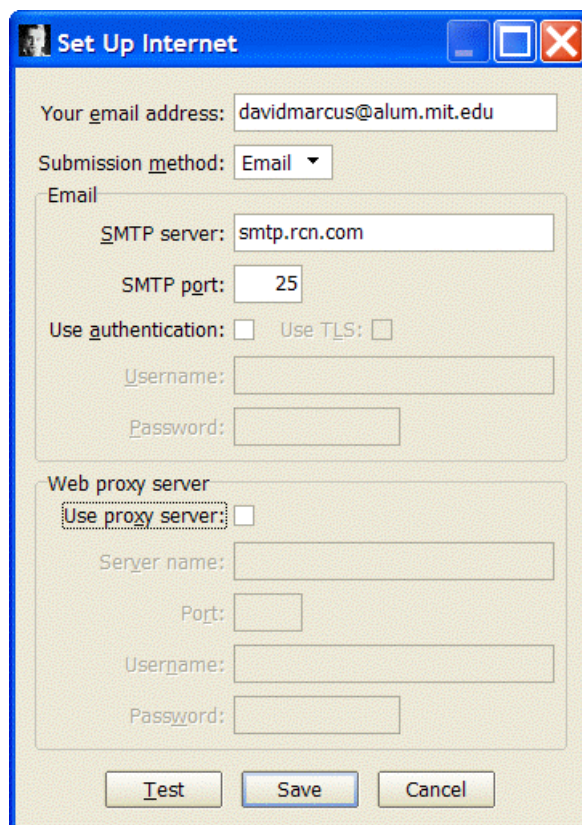 Set Up Internet
Your email address: davidmarcus@alum.mit.edu
Submission method: Email
Email
SMTP server: smtp.rcn.com
SMTP port: 25
Use authentication: Use TLS:
Username:
Password:
Web proxy server
Use proxy server:
Server name:
Port:
Username:
Password:
Test Save Cancel